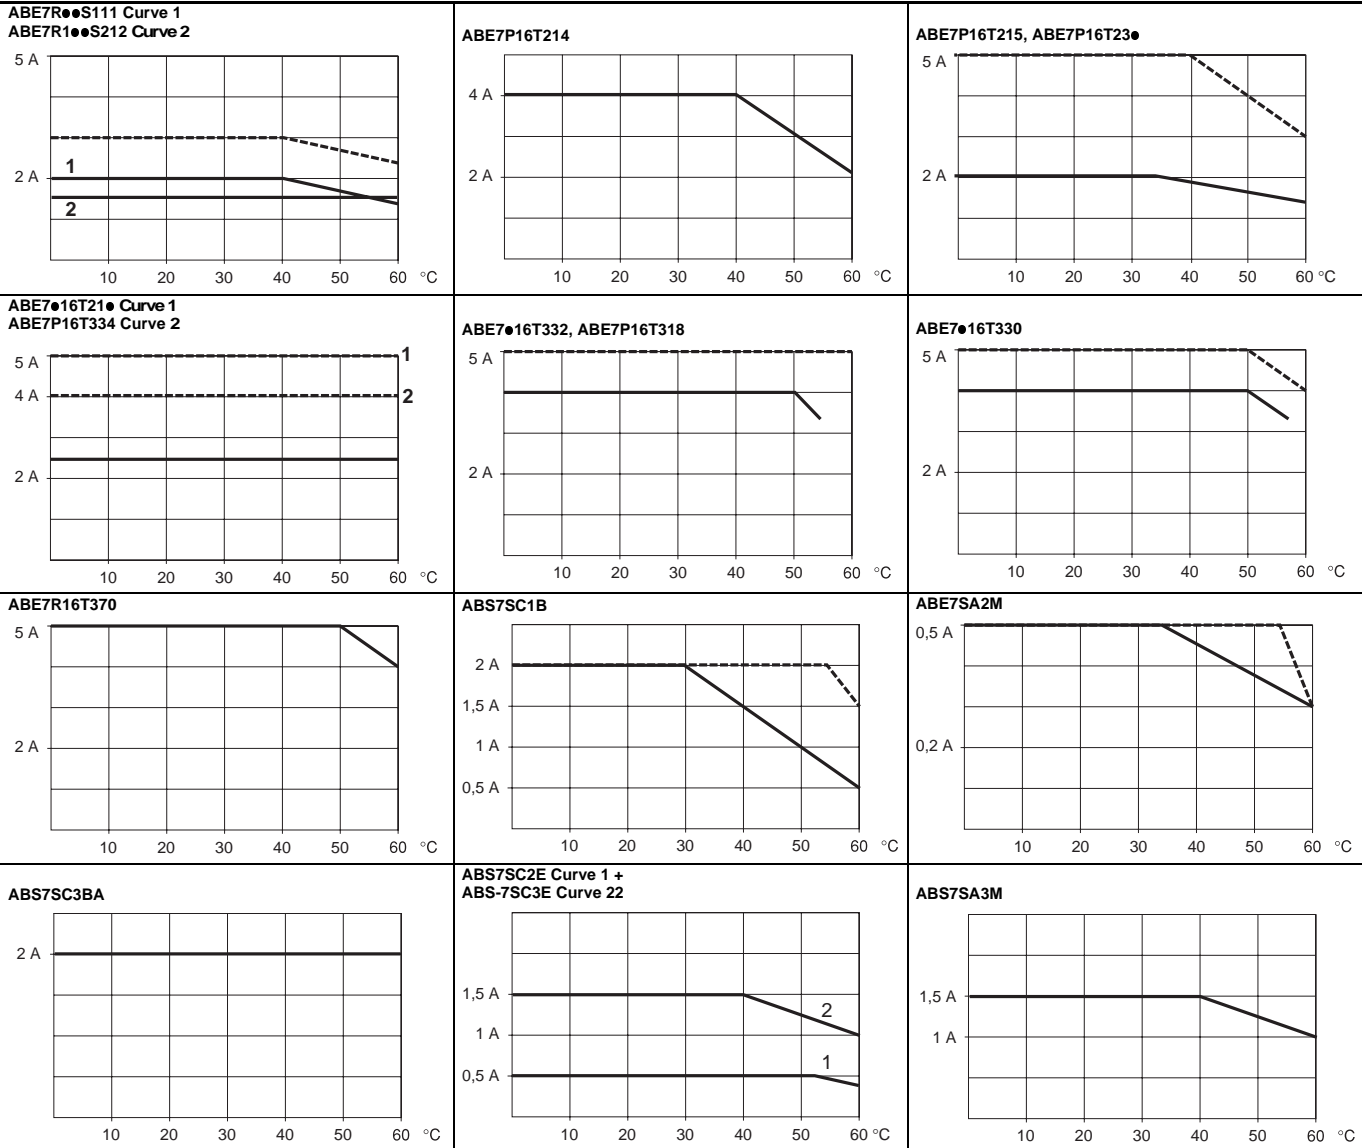 ABE7R●●S111 Curve 1
ABE7R1●●S212 Curve 2
5 A
1
2 A
2
10 20 30 40 50 60 °C
ABE7P16T214
4 A
2 A
10 20 30 40 50 60 °C
ABE7P16T215, ABE7P16T23●
5 A
2 A
10 20 30 40 50 60 °C
ABE7●16T21● Curve 1
ABE7P16T334 Curve 2
5 A
1
4 A
2
2 A
10 20 30 40 50 60 °C
ABE7●16T332, ABE7P16T318
5 A
2 A
10 20 30 40 50 60 °C
ABE7●16T330
5 A
2 A
10 20 30 40 50 60 °C
ABE7R16T370
5 A
2 A
10 20 30 40 50 60 °C
ABS7SC1B
2 A
1,5 A
1 A
0,5 A
10 20 30 40 50 60 °C
ABE7SA2M
0,5 A
0,2 A
10 20 30 40 50 60 °C
ABS7SC3BA
2 A
10 20 30 40 50 60 °C
ABS7SC2E Curve 1 +
ABS-7SC3E Curve 22
1,5 A
2
1 A
1
0,5 A
10 20 30 40 50 60 °C
ABS7SA3M
1,5 A
1 A
10 20 30 40 50 60 °C